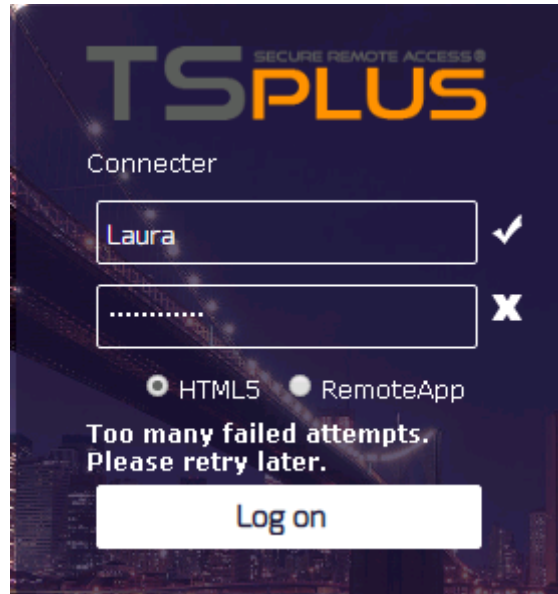 SECURE REMOTE ACCESS®
TSPLUS
Connecter
Laura
............
HTML5 RemoteApp
Too many failed attempts.
Please retry later.
Log on